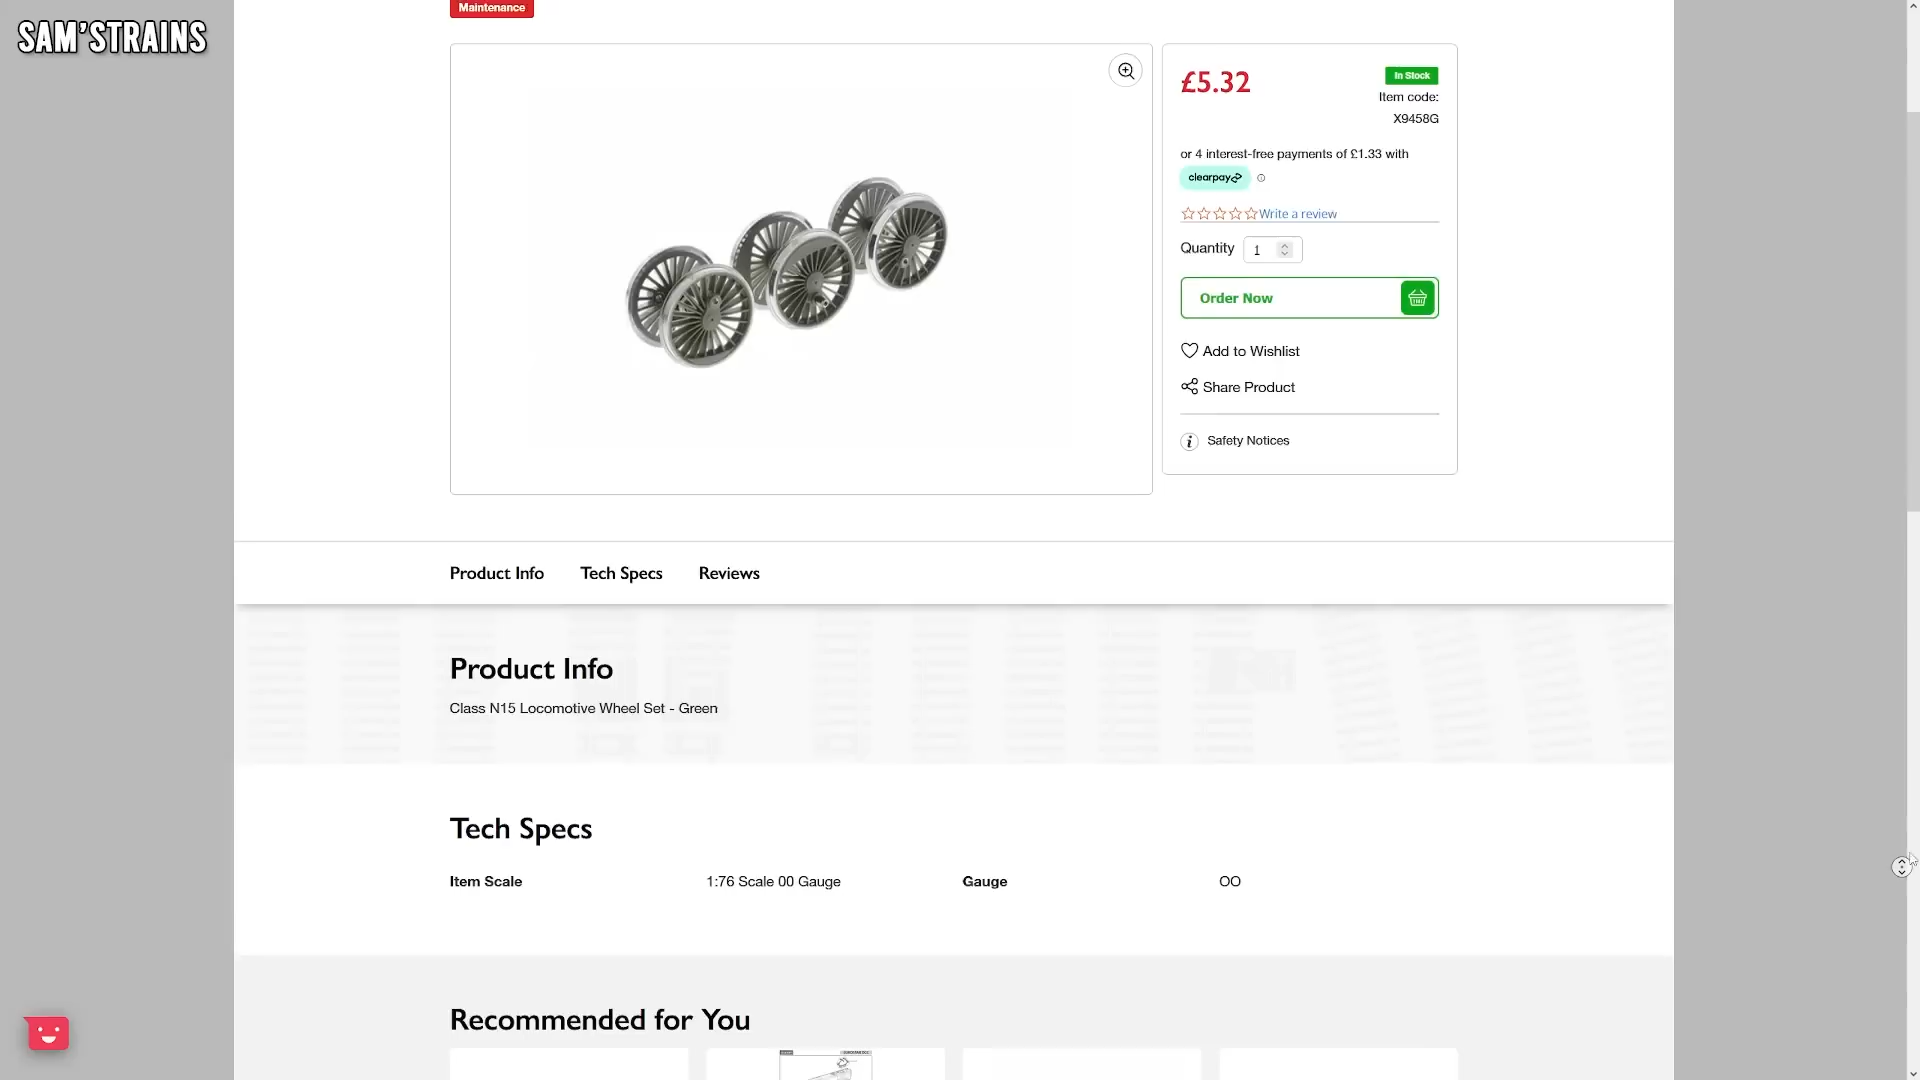 SAM'STRAINS
Maintenance
£5.32
In Stock
Item code:
X9458G
or 4 interest-free payments of £1.33 with
clearpay
Write a review
Quantity 1
Order Now
Add to Wishlist
Share Product
Safety Notices
Product Info Tech Specs Reviews
Product Info
Class N15 Locomotive Wheel Set - Green
Tech Specs
Item Scale 1:76 Scale 00 Gauge Gauge OO
Recommended for You